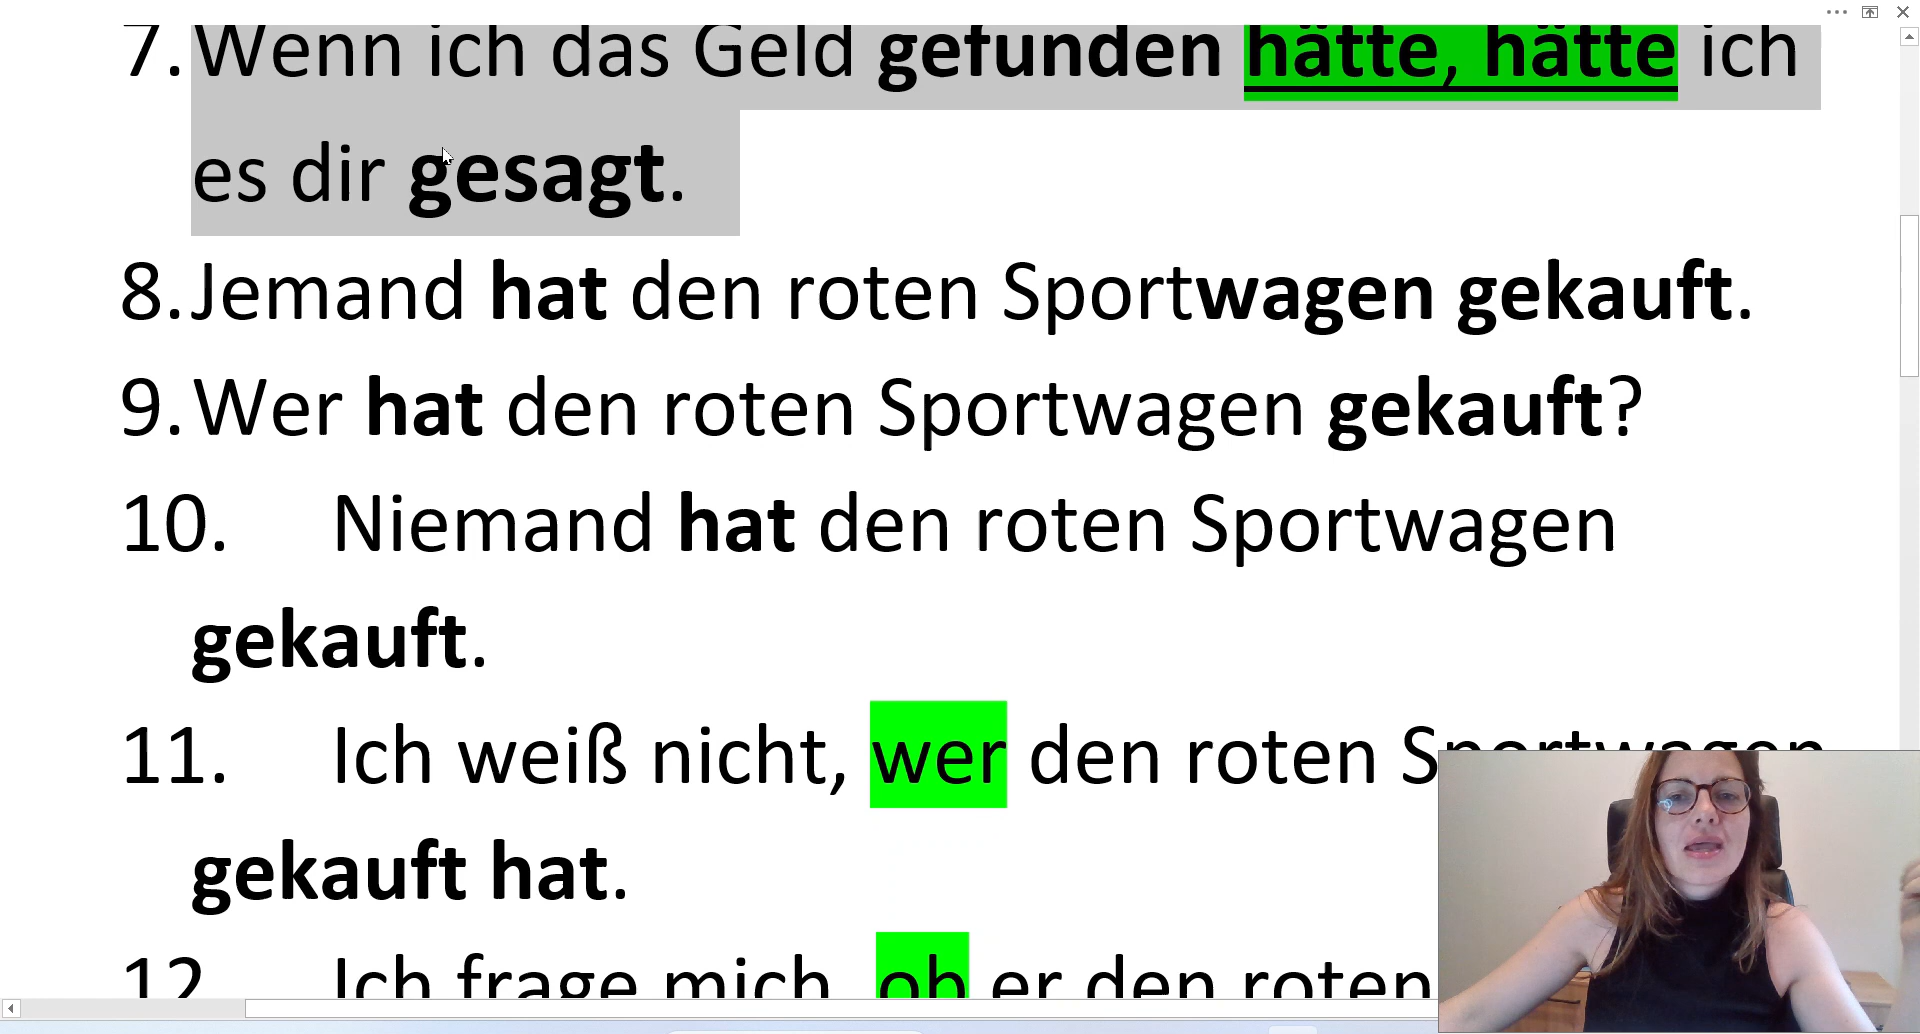 7. Wenn ich das Geld gefunden hätte, hätte ich
es dir gesagt.
8. Jemand hat den roten Sportwagen gekauft.
9. Wer hat den roten Sportwagen gekauft?
10. Niemand hat den roten Sportwagen
gekauft.
11. Ich weiß nicht, wer den roten Sportwagen
gekauft hat.
12 Ich frage mich, ob er den roten